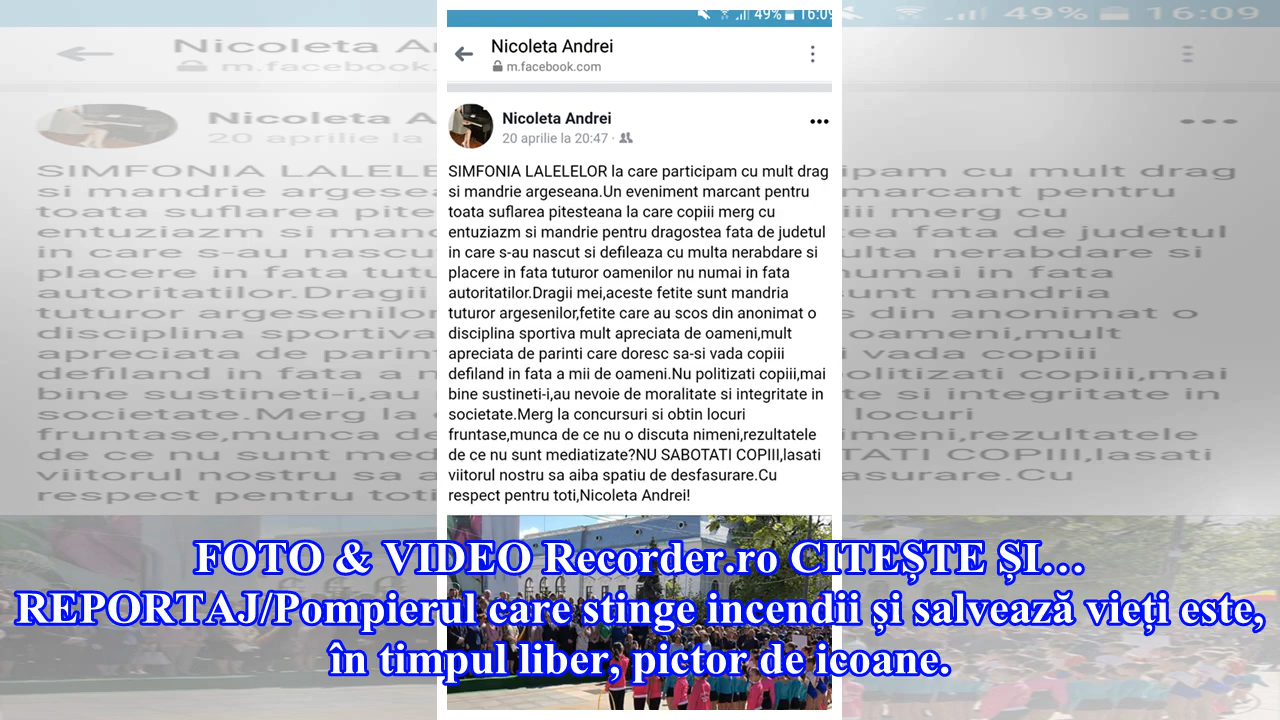 49% 16:09
Nicoleta Andrei
m.facebook.com
Nicoleta Andrei
20 aprilie la 20:47
SIMFONIA LALELELOR la care participam cu mult drag
si mandrie argeseana.Un eveniment marcant pentru
toata suflarea pitesteana la care copiii merg cu
entuziazm si mandrie pentru dragostea fata de judetul
in care s-au nascut si defileaza cu multa nerabdare si
placere in fata tuturor oamenilor nu numai in fata
autoritatilor.Dragii mei,aceste fetite sunt mandria
tuturor argesenilor,fetite care au scos din anonimat o
disciplina sportiva mult apreciata de oameni,mult
apreciata de parinti care doresc sa-si vada copiii
defiland in fata a mii de oameni.Nu politizati copiii,mai
bine sustineti-i,au nevoie de moralitate si integritate in
societate.Merg la concursuri si obtin locuri
fruntase,munca de ce nu o discuta nimeni,rezultatele
de ce nu sunt mediatizate?NU SABOTATI COPIII,lasati
viitorul nostru sa aiba spatiu de desfasurare.Cu
respect pentru toti,Nicoleta Andrei!
FOTO & VIDEO Recorder.ro CITEȘTE ȘI…
REPORTAJ/Pompierul care stinge incendii și salvează vieți este,
în timpul liber, pictor de icoane.